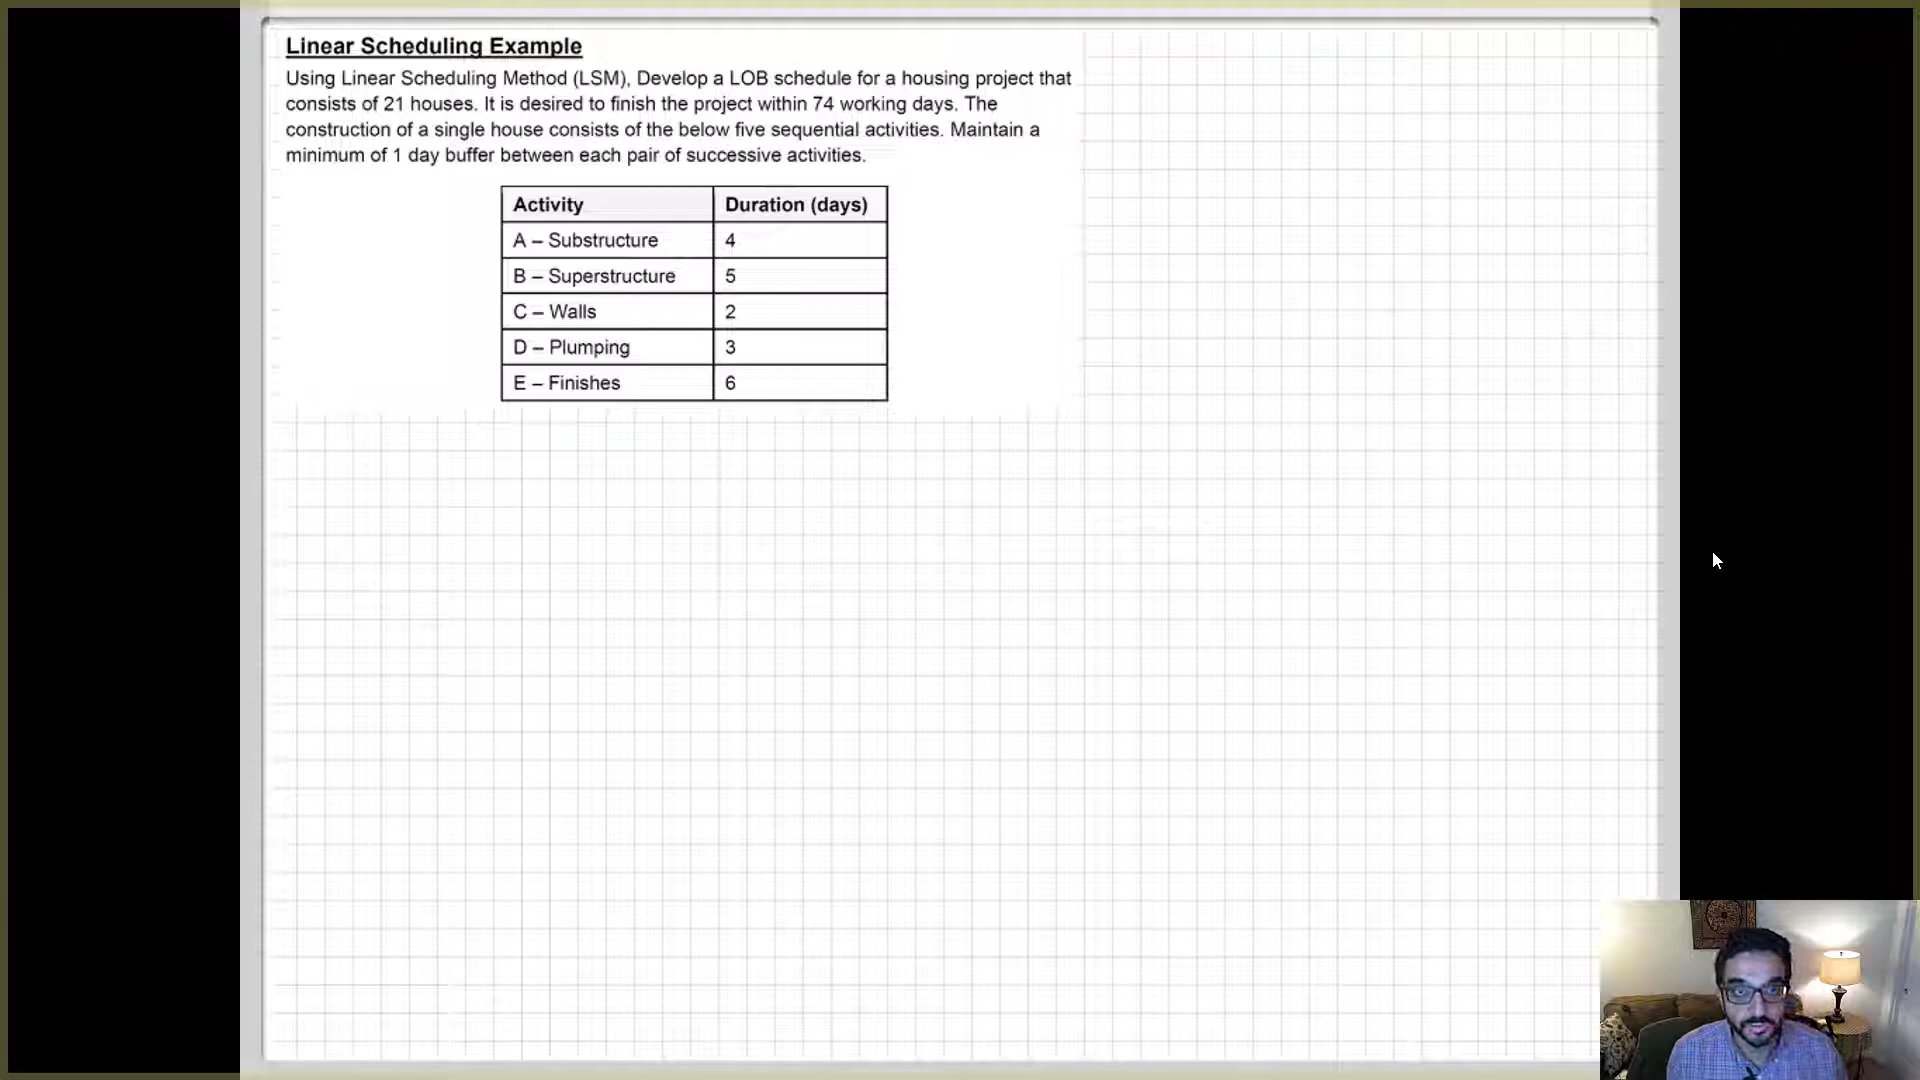 Linear Scheduling Example
Using Linear Scheduling Method (LSM), Develop a LOB schedule for a housing project that
consists of 21 houses. It is desired to finish the project within 74 working days. The
construction of a single house consists of the below five sequential activities. Maintain a
minimum of 1 day buffer between each pair of successive activities.
Activity Duration (days)
A – Substructure 4
B – Superstructure 5
C – Walls 2
D – Plumping 3
E – Finishes 6